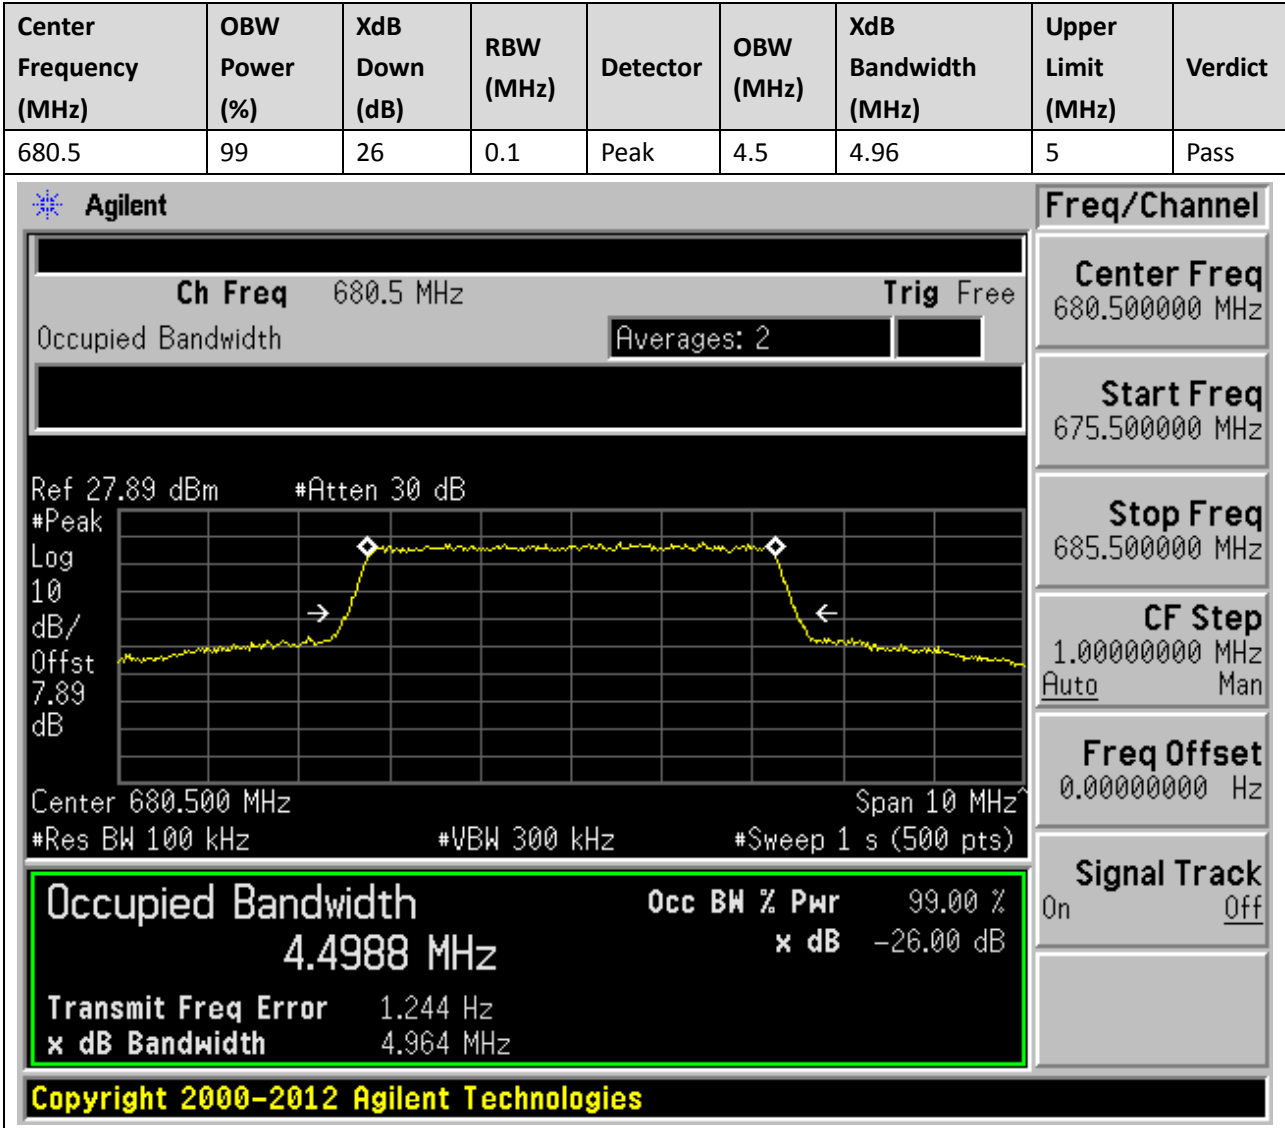 Center Frequency (MHz) OBW Power (%) XdB Down (dB) RBW (MHz) Detector OBW (MHz) XdB Bandwidth (MHz) Upper Limit (MHz) Verdict
680.5 99 26 0.1 Peak 4.5 4.96 5 Pass
Agilent
Ch Freq 680.5 MHz Trig Free
Occupied Bandwidth Averages: 2
Ref 27.89 dBm #Atten 30 dB
#Peak
Log
10
dB/
Offst
7.89
dB
Center 680.500 MHz Span 10 MHz^
#Res BW 100 kHz #VBW 300 kHz #Sweep 1 s (500 pts)
Occupied Bandwidth Occ BW % Pwr 99.00 %
4.4988 MHz x dB -26.00 dB
Transmit Freq Error 1.244 Hz
x dB Bandwidth 4.964 MHz
Copyright 2000-2012 Agilent Technologies
Freq/Channel
Center Freq
680.500000 MHz
Start Freq
675.500000 MHz
Stop Freq
685.500000 MHz
CF Step
1.00000000 MHz
Auto Man
Freq Offset
0.00000000 Hz
Signal Track
On Off